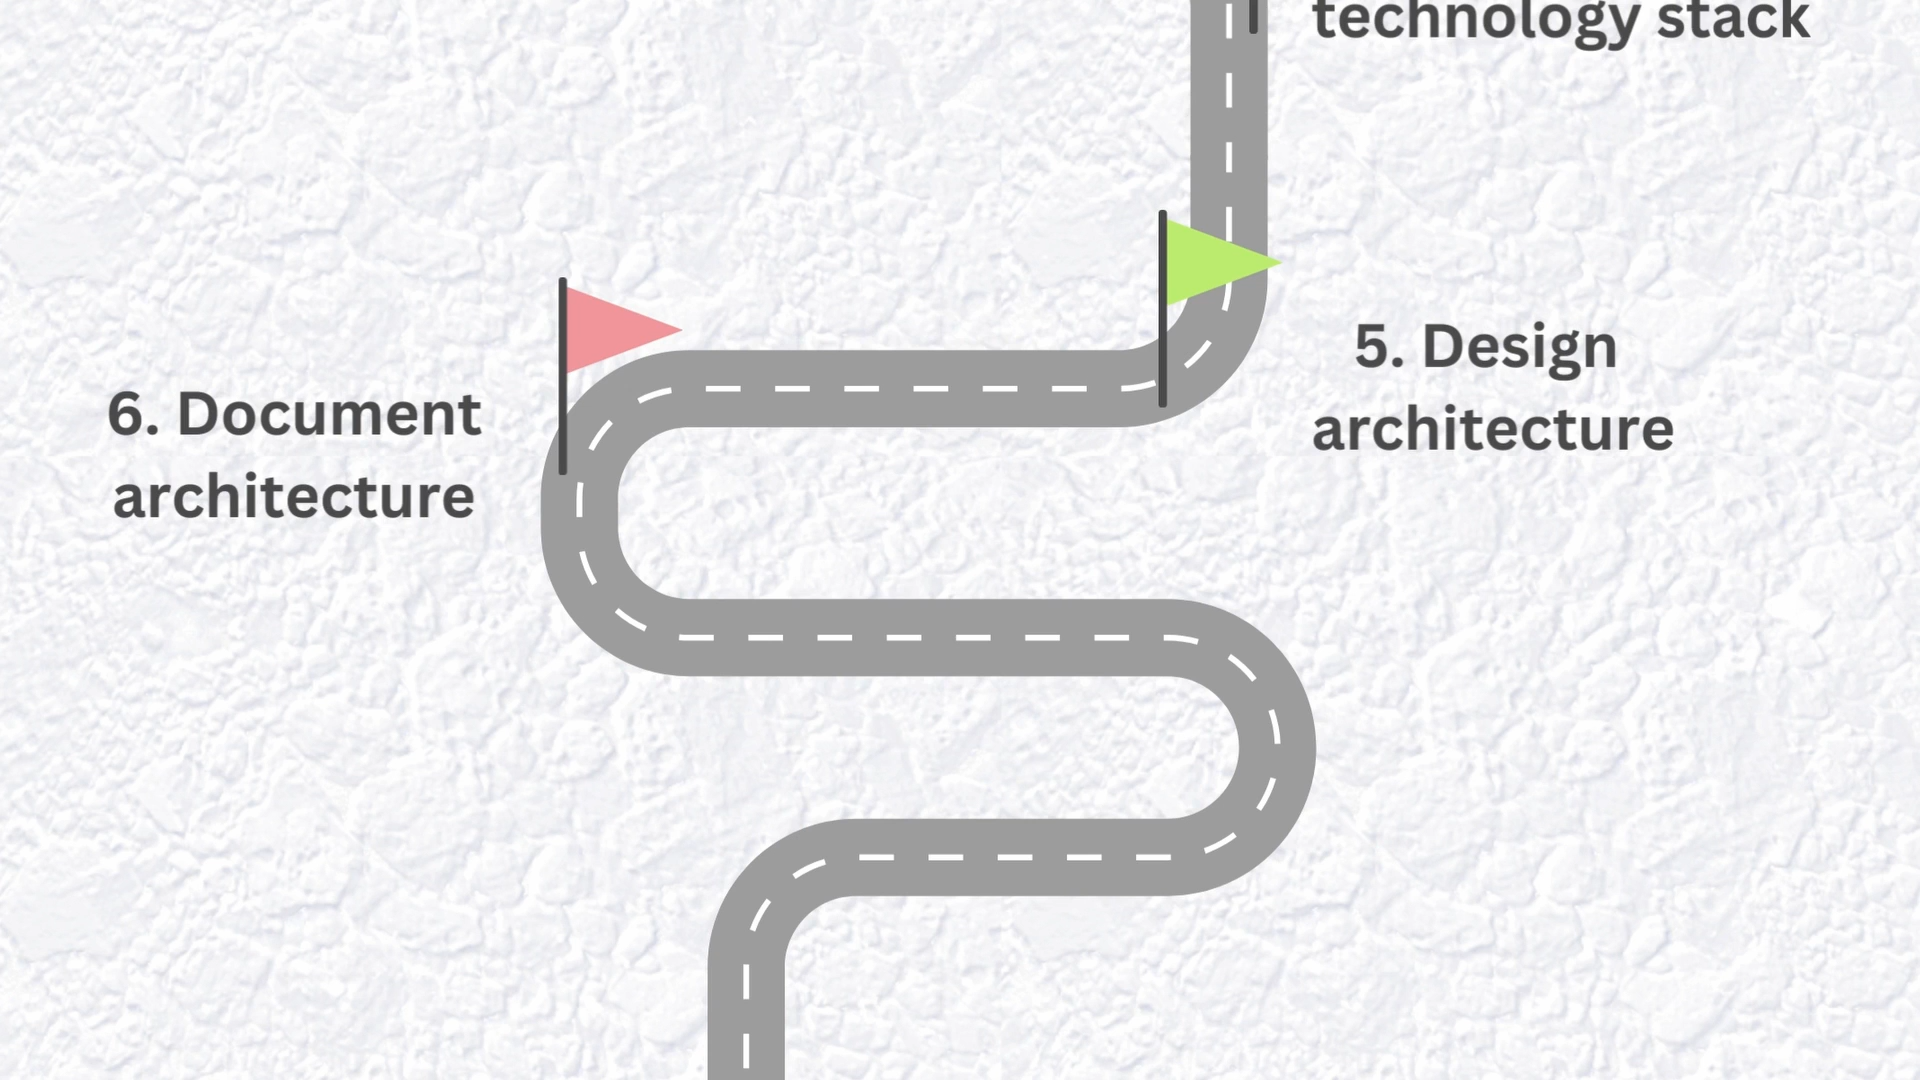 technology stack
5. Design
architecture
6. Document
architecture